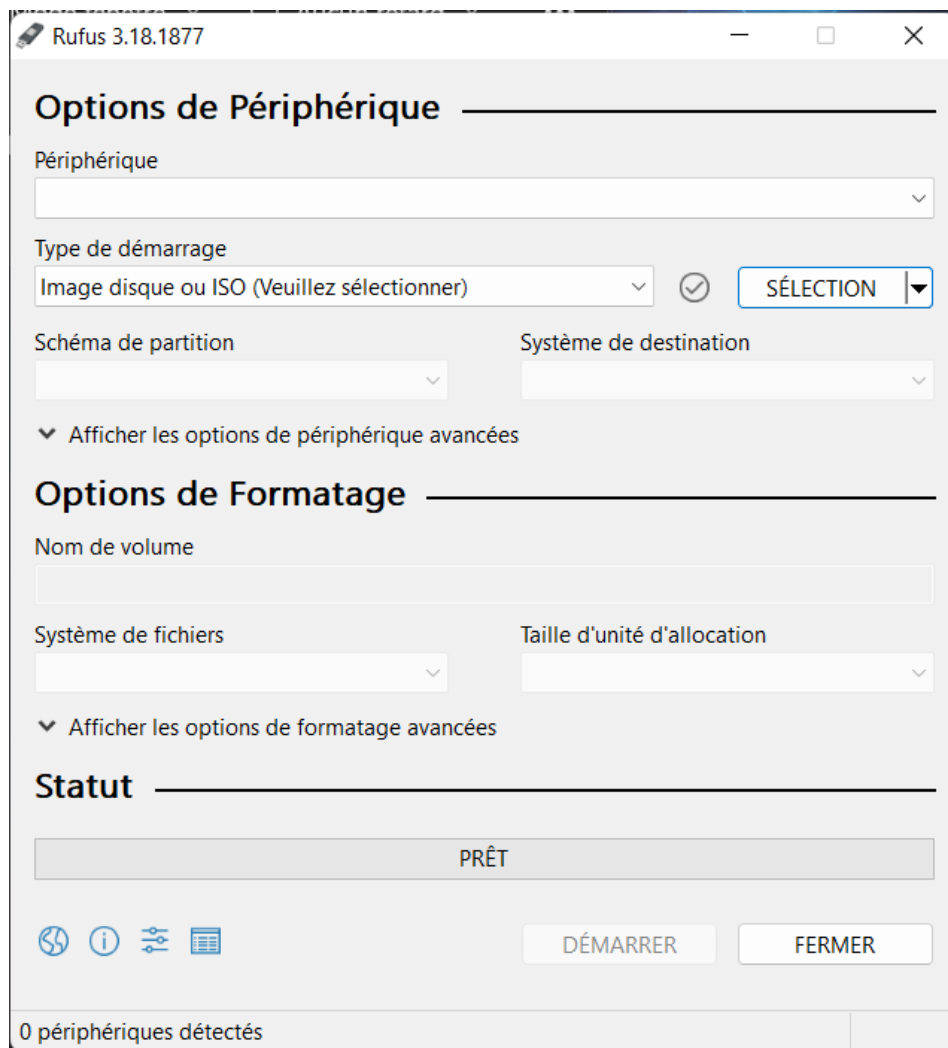 Rufus 3.18.1877
Options de Périphérique
Périphérique
Type de démarrage
Image disque ou ISO (Veuillez sélectionner)
SÉLECTION
Schéma de partition
Système de destination
Afficher les options de périphérique avancées
Options de Formatage
Nom de volume
Système de fichiers
Taille d'unité d'allocation
Afficher les options de formatage avancées
Statut
PRÊT
DÉMARRER
FERMER
0 périphériques détectés